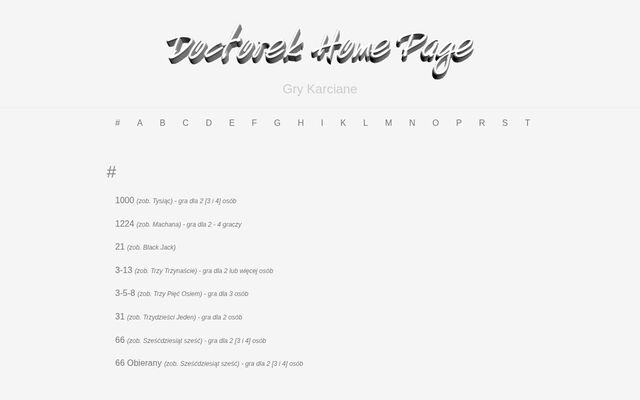 Doctorek Home Page
Gry Karciane
# A B C D E F G H I K L M N O P R S T
#
1000 (zob. Tysiąc) - gra dla 2 [3 i 4] osób
1224 (zob. Machana) - gra dla 2 - 4 graczy
21 (zob. Black Jack)
3-13 (zob. Trzy Trzynaście) - gra dla 2 lub więcej osób
3-5-8 (zob. Trzy Pięć Osiem) - gra dla 3 osób
31 (zob. Trzydzieści Jeden) - gra dla 2 osób
66 (zob. Sześćdziesiąt sześć) - gra dla 2 [3 i 4] osób
66 Obierany (zob. Sześćdziesiąt sześć) - gra dla 2 [3 i 4] osób